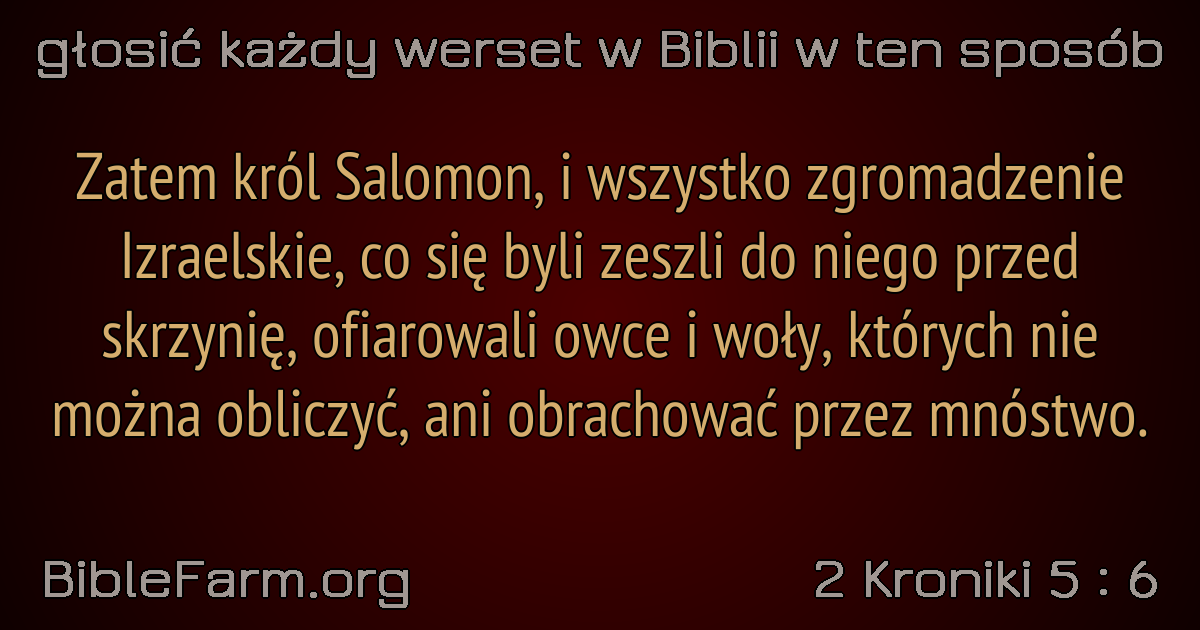 głosić każdy werset w Biblii w ten sposób
Zatem król Salomon, i wszystko zgromadzenie
Izraelskie, co się byli zeszli do niego przed
skrzynię, ofiarowali owce i woły, których nie
można obliczyć, ani obrachować przez mnóstwo.
BibleFarm.org
2 Kroniki 5 : 6